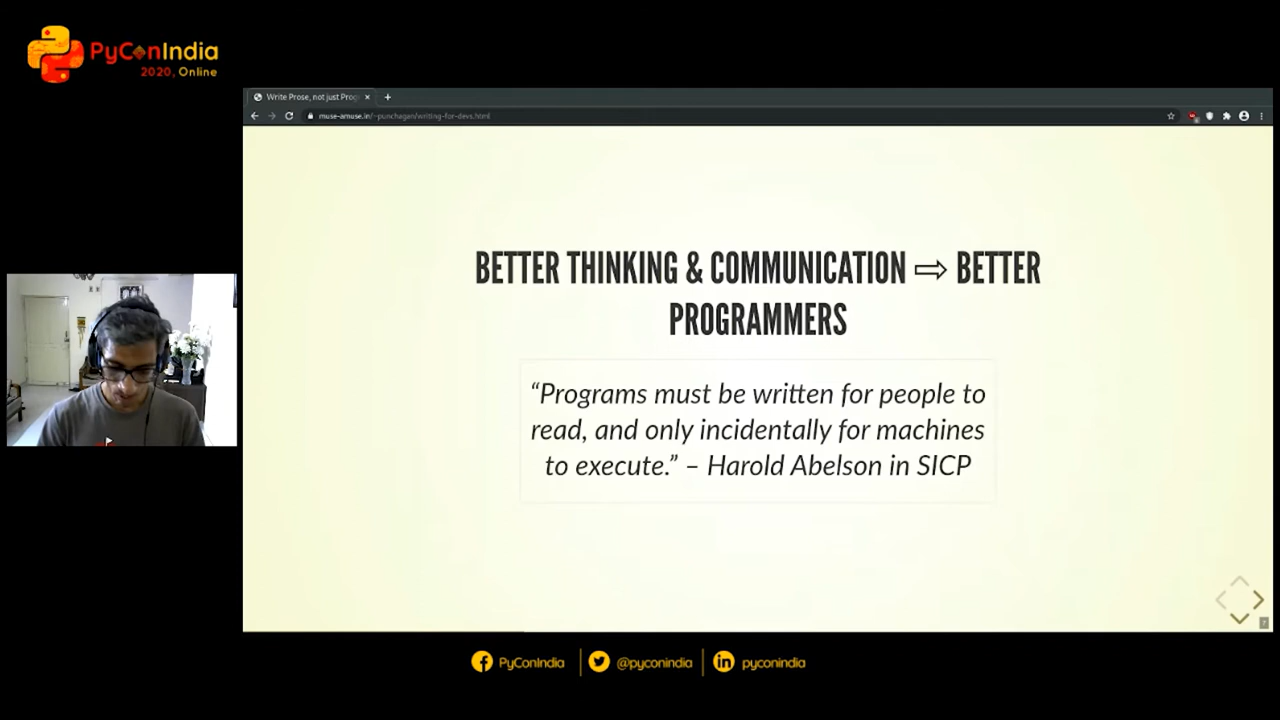 PyConIndia
2020, Online
Write Prose, not just Prog
muse-amuse.in/~punchagan/writing-for-devs.html
BETTER THINKING & COMMUNICATION ⇨ BETTER
PROGRAMMERS
“Programs must be written for people to
read, and only incidentally for machines
to execute.” – Harold Abelson in SICP
7
PyConIndia
@pyconindia
pyconindia